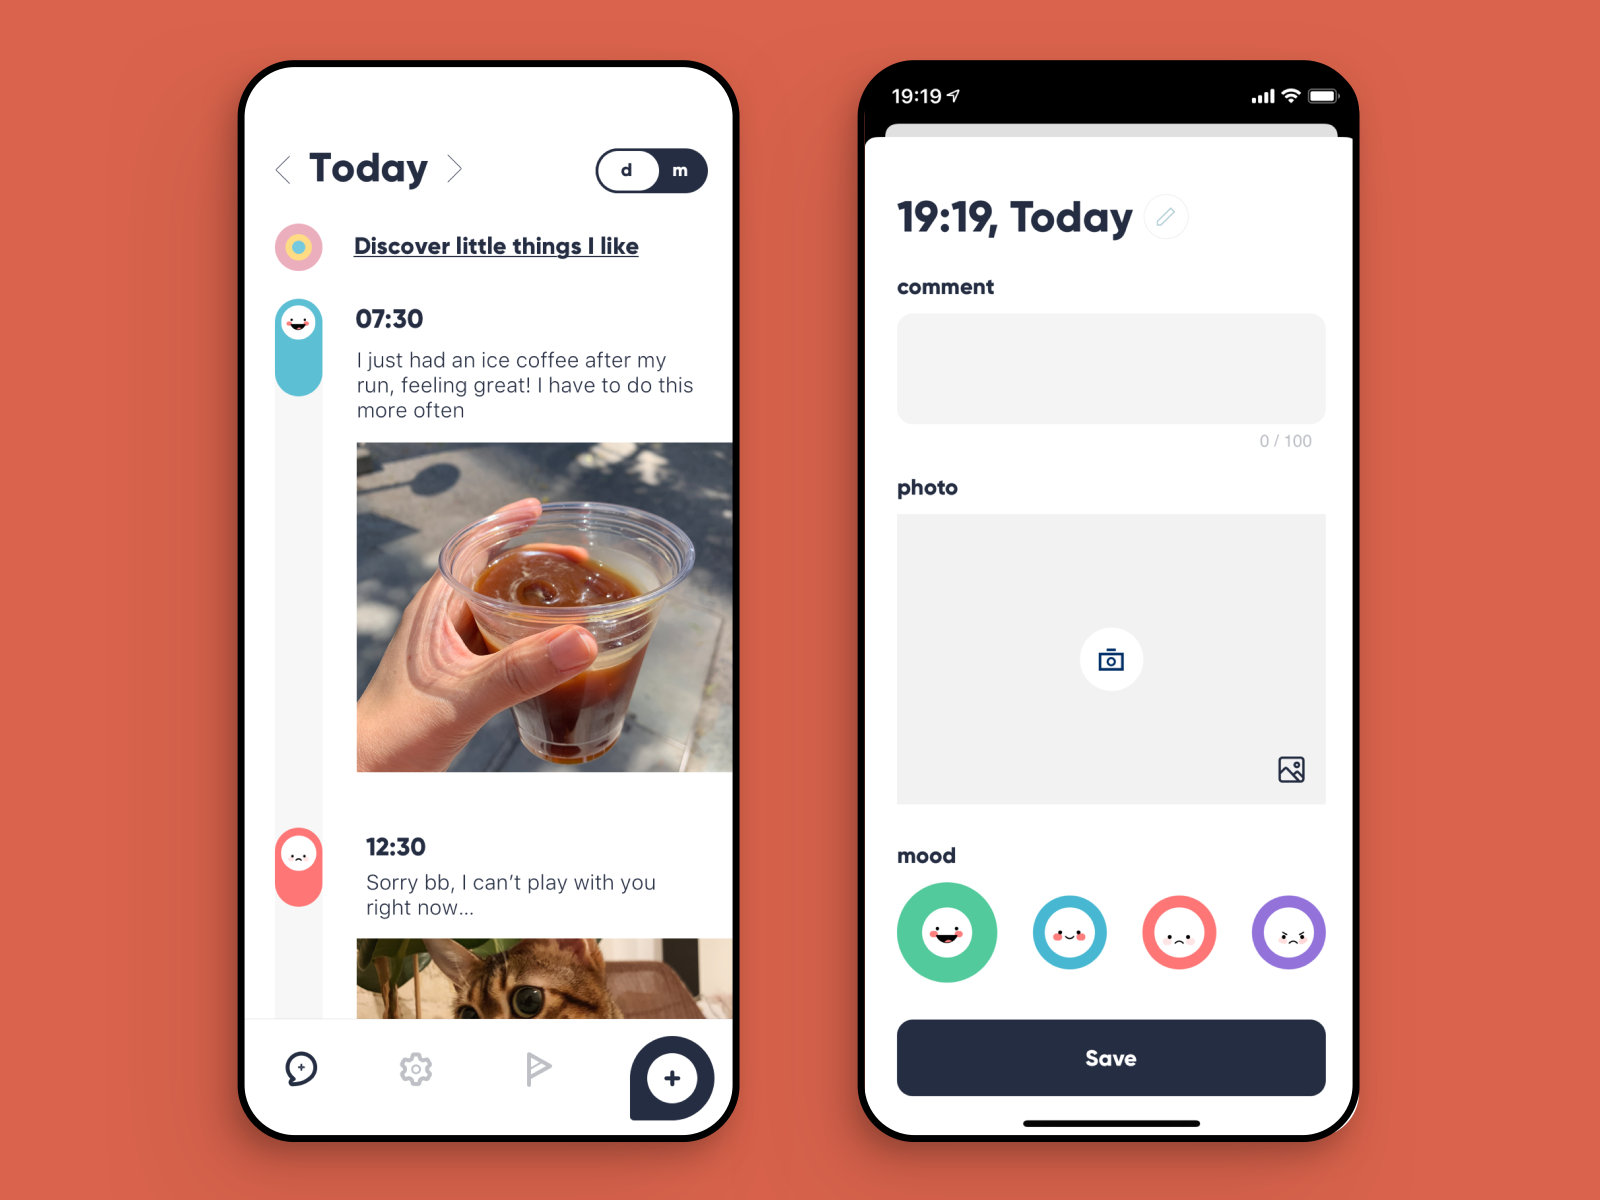 Today
d m
Discover little things I like
07:30
I just had an ice coffee after my
run, feeling great! I have to do this
more often
12:30
Sorry bb, I can’t play with you
right now...
19:19
19:19, Today
comment
0 / 100
photo
mood
Save